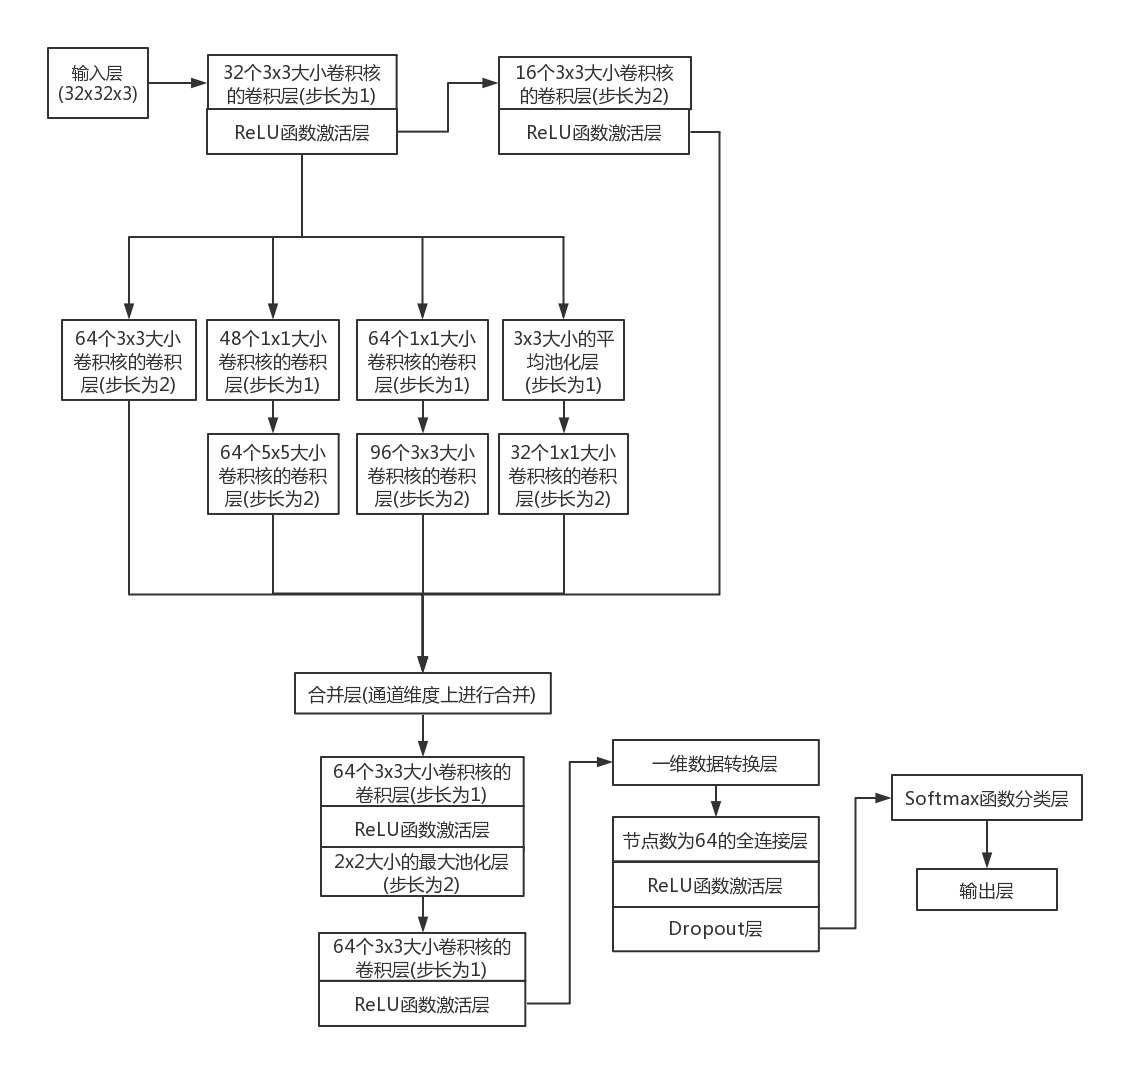 输入层
(32x32x3)
32个3x3大小卷积核
的卷积层(步长为1)
ReLU函数激活层
16个3x3大小卷积核
的卷积层(步长为2)
ReLU函数激活层
64个3x3大小
卷积核的卷积
层(步长为2)
48个1x1大小
卷积核的卷积
层(步长为1)
64个1x1大小
卷积核的卷积
层(步长为1)
3x3大小的平
均池化层
(步长为1)
64个5x5大小
卷积核的卷积
层(步长为2)
96个3x3大小
卷积核的卷积
层(步长为2)
32个1x1大小
卷积核的卷积
层(步长为2)
合并层(通道维度上进行合并)
64个3x3大小卷积核的
卷积层(步长为1)
ReLU函数激活层
2x2大小的最大池化层
(步长为2)
64个3x3大小卷积核的
卷积层(步长为1)
ReLU函数激活层
一维数据转换层
节点数为64的全连接层
ReLU函数激活层
Dropout层
Softmax函数分类层
输出层